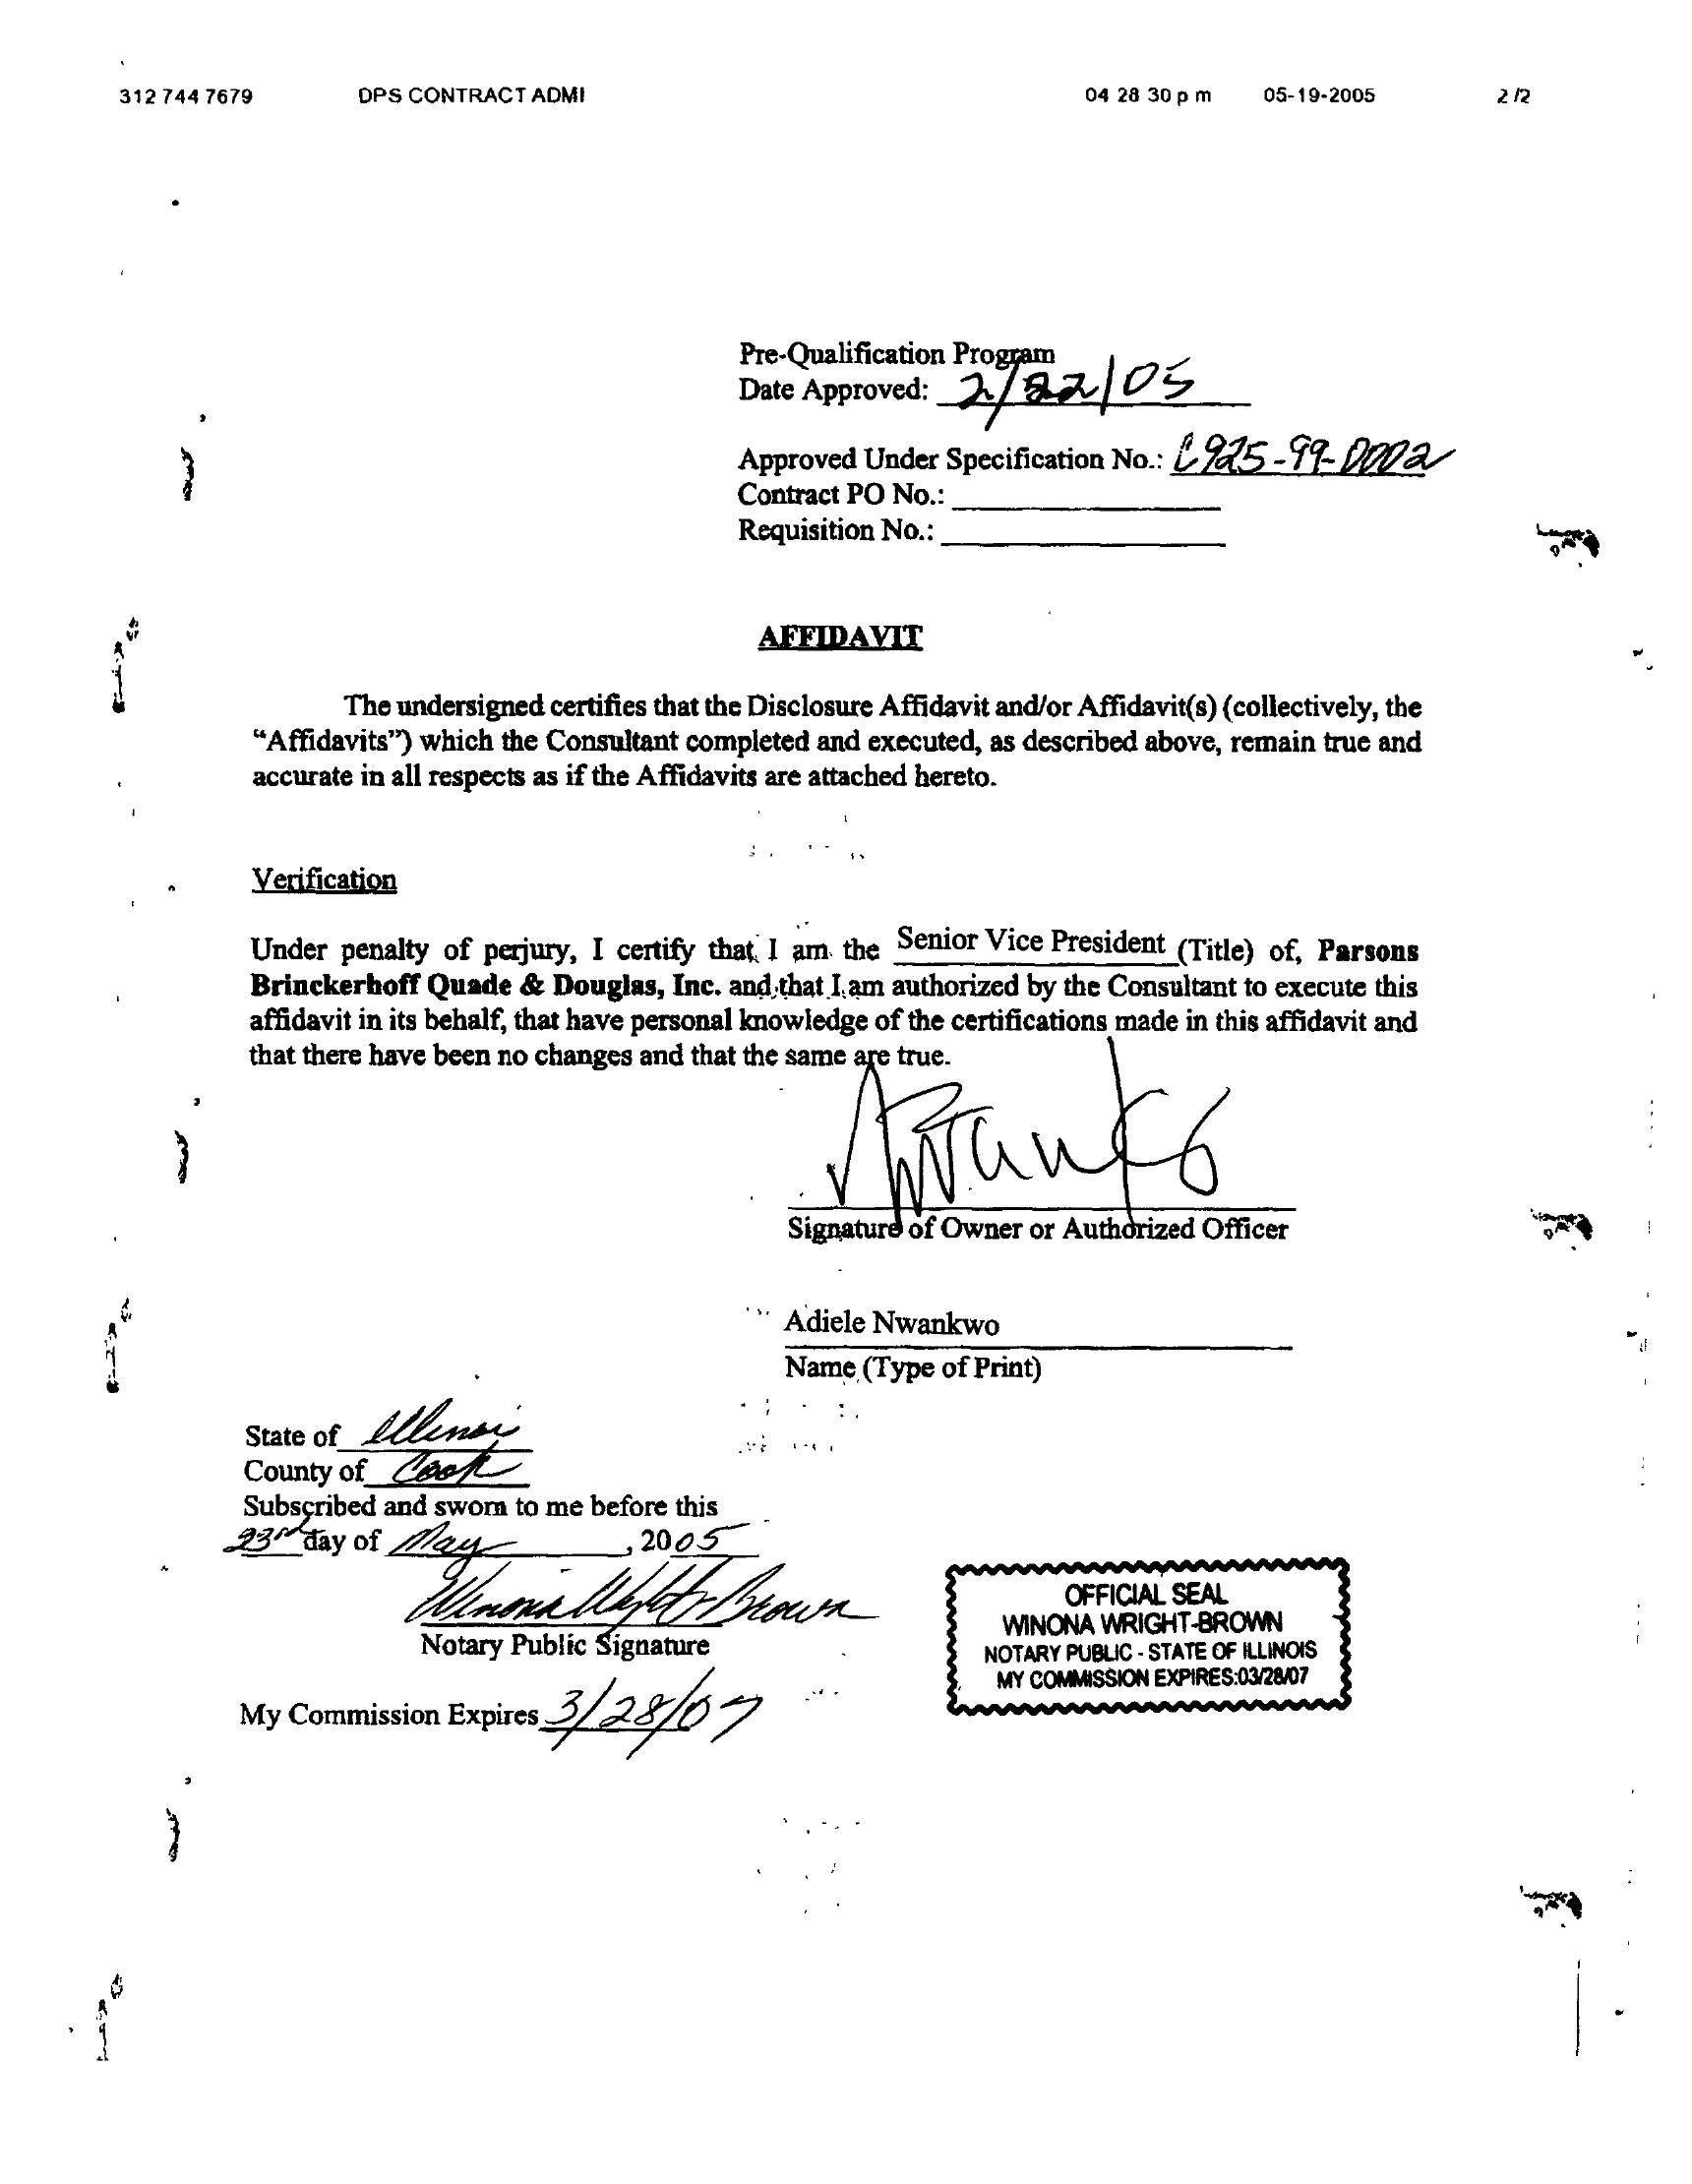 312 744 7679 DPS CONTRACT ADMI 04 28 30 p m 05-19-2005 2 /2
Pre-Qualification Program
Date Approved: 2/22/05
Approved Under Specification No.: C925-99-0002
Contract PO No.:
Requisition No.:
AFFIDAVIT
The undersigned certifies that the Disclosure Affidavit and/or Affidavit(s) (collectively, the
“Affidavits”) which the Consultant completed and executed, as described above, remain true and
accurate in all respects as if the Affidavits are attached hereto.
Verification
Under penalty of perjury, I certify that I am the Senior Vice President (Title) of, Parsons
Brinckerhoff Quade & Douglas, Inc. and that I am authorized by the Consultant to execute this
affidavit in its behalf, that have personal knowledge of the certifications made in this affidavit and
that there have been no changes and that the same are true.
Signature of Owner or Authorized Officer
Adiele Nwankwo
Name (Type of Print)
State of Illinois
County of Cook
Subscribed and sworn to me before this
23rd day of May, 2005
Winona Wright-Brown
Notary Public Signature
My Commission Expires 3/28/07
OFFICIAL SEAL
WINONA WRIGHT-BROWN
NOTARY PUBLIC - STATE OF ILLINOIS
MY COMMISSION EXPIRES:03/28/07